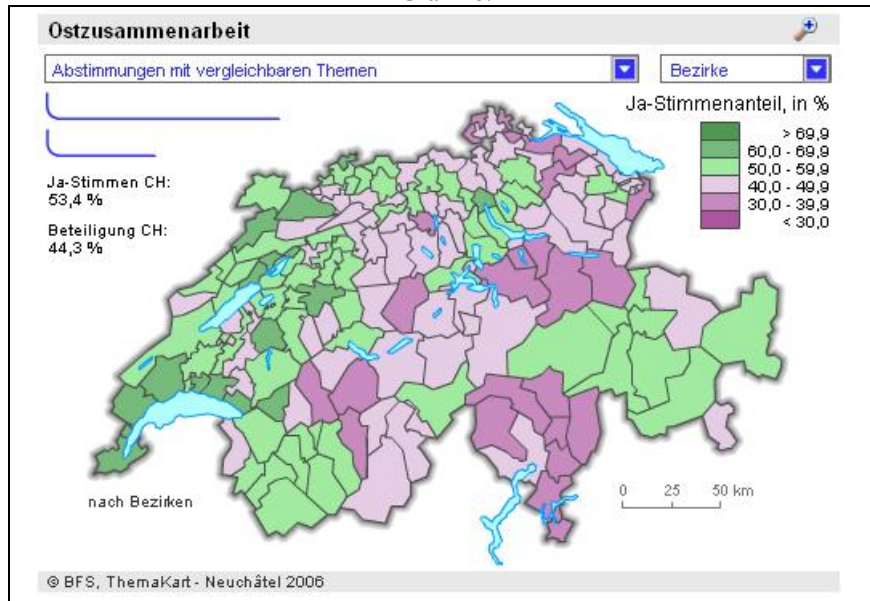 Ostzusammenarbeit
Abstimmungen mit vergleichbaren Themen
Bezirke
Ja-Stimmenanteil, in %
> 69,9
60,0 - 69,9
50,0 - 59,9
40,0 - 49,9
30,0 - 39,9
< 30,0
Ja-Stimmen CH:
53,4 %
Beteiligung CH:
44,3 %
nach Bezirken
0 25 50 km
© BFS, ThemaKart - Neuchâtel 2006